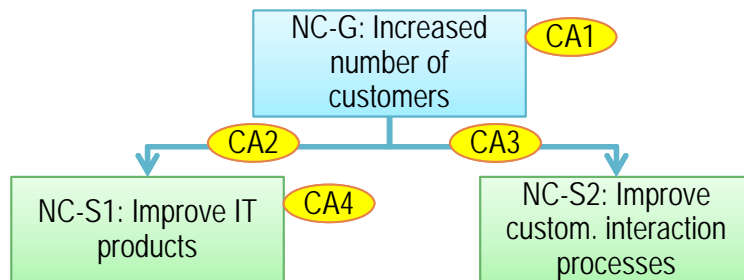 NC-G: Increased
number of
customers
CA1
CA2
CA3
NC-S1: Improve IT
products
CA4
NC-S2: Improve
custom. interaction
processes